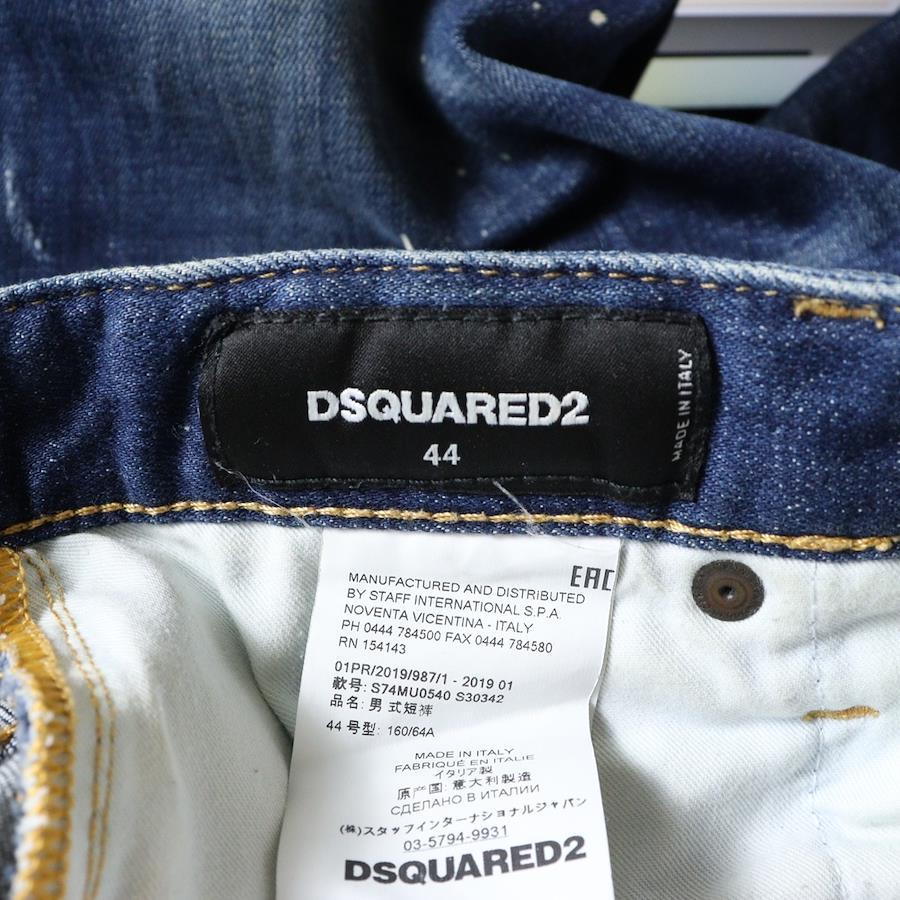 DSQUARED2
44
MADE IN ITALY
EAC
MANUFACTURED AND DISTRIBUTED
BY STAFF INTERNATIONAL S.P.A.
NOVENTA VICENTINA - ITALY
PH 0444 784500 FAX 0444 784580
RN 154143
01PR/2019/987/1 - 2019 01
款号: S74MU0540 S30342
品名: 男 式短裤
44 号型: 160/64A
MADE IN ITALY
FABRIQUÉ EN ITALIE
イタリア製
原产国: 意大利制造
СДЕЛАНО В ИТАЛИИ
(株)スタッフインターナショナルジャパン
03-5794-9931
DSQUARED2